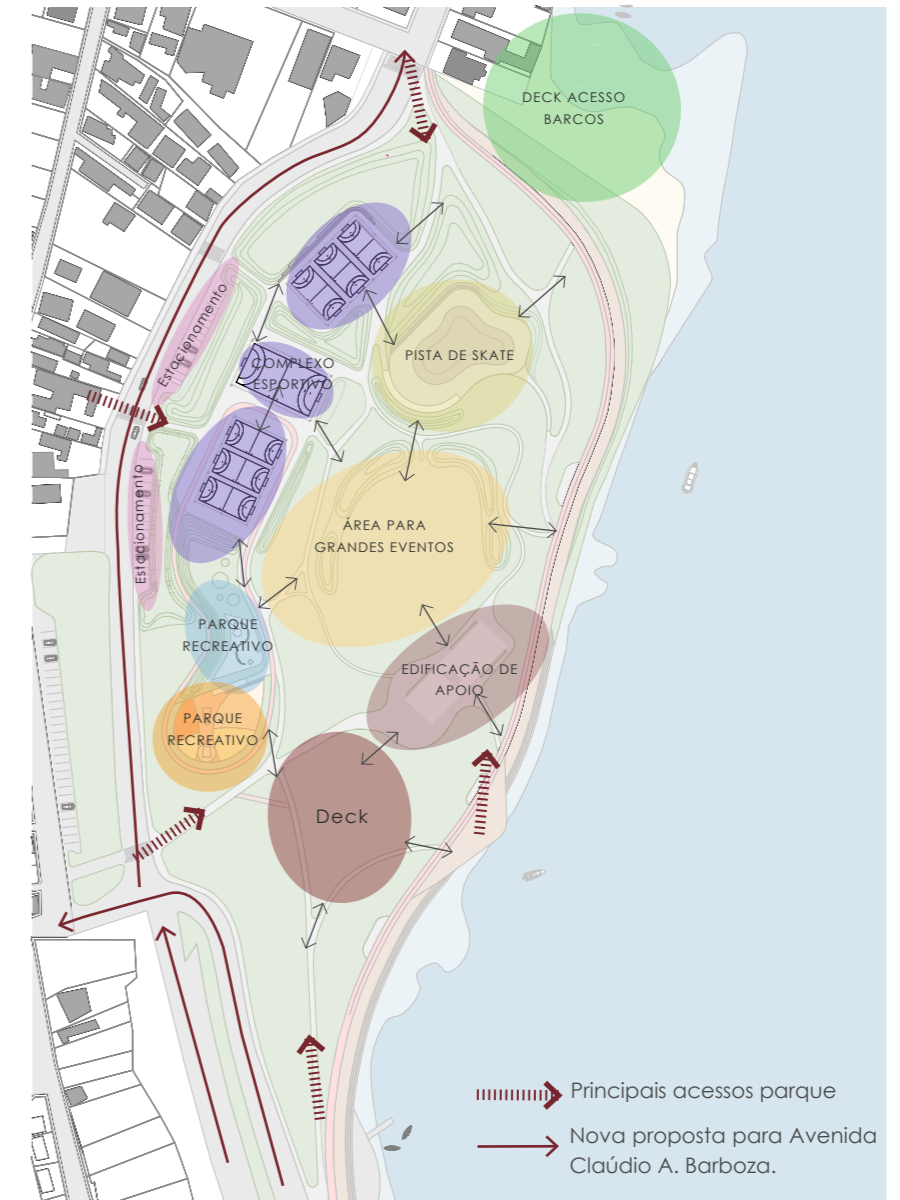 DECK ACESSO
BARCOS
Estacionamento
PISTA DE SKATE
COMPLEXO
ESPORTIVO
Estacionamento
ÁREA PARA
GRANDES EVENTOS
PARQUE
RECREATIVO
EDIFICAÇÃO DE
APOIO
PARQUE
RECREATIVO
Deck
Principais acessos parque
Nova proposta para Avenida
Claúdio A. Barboza.